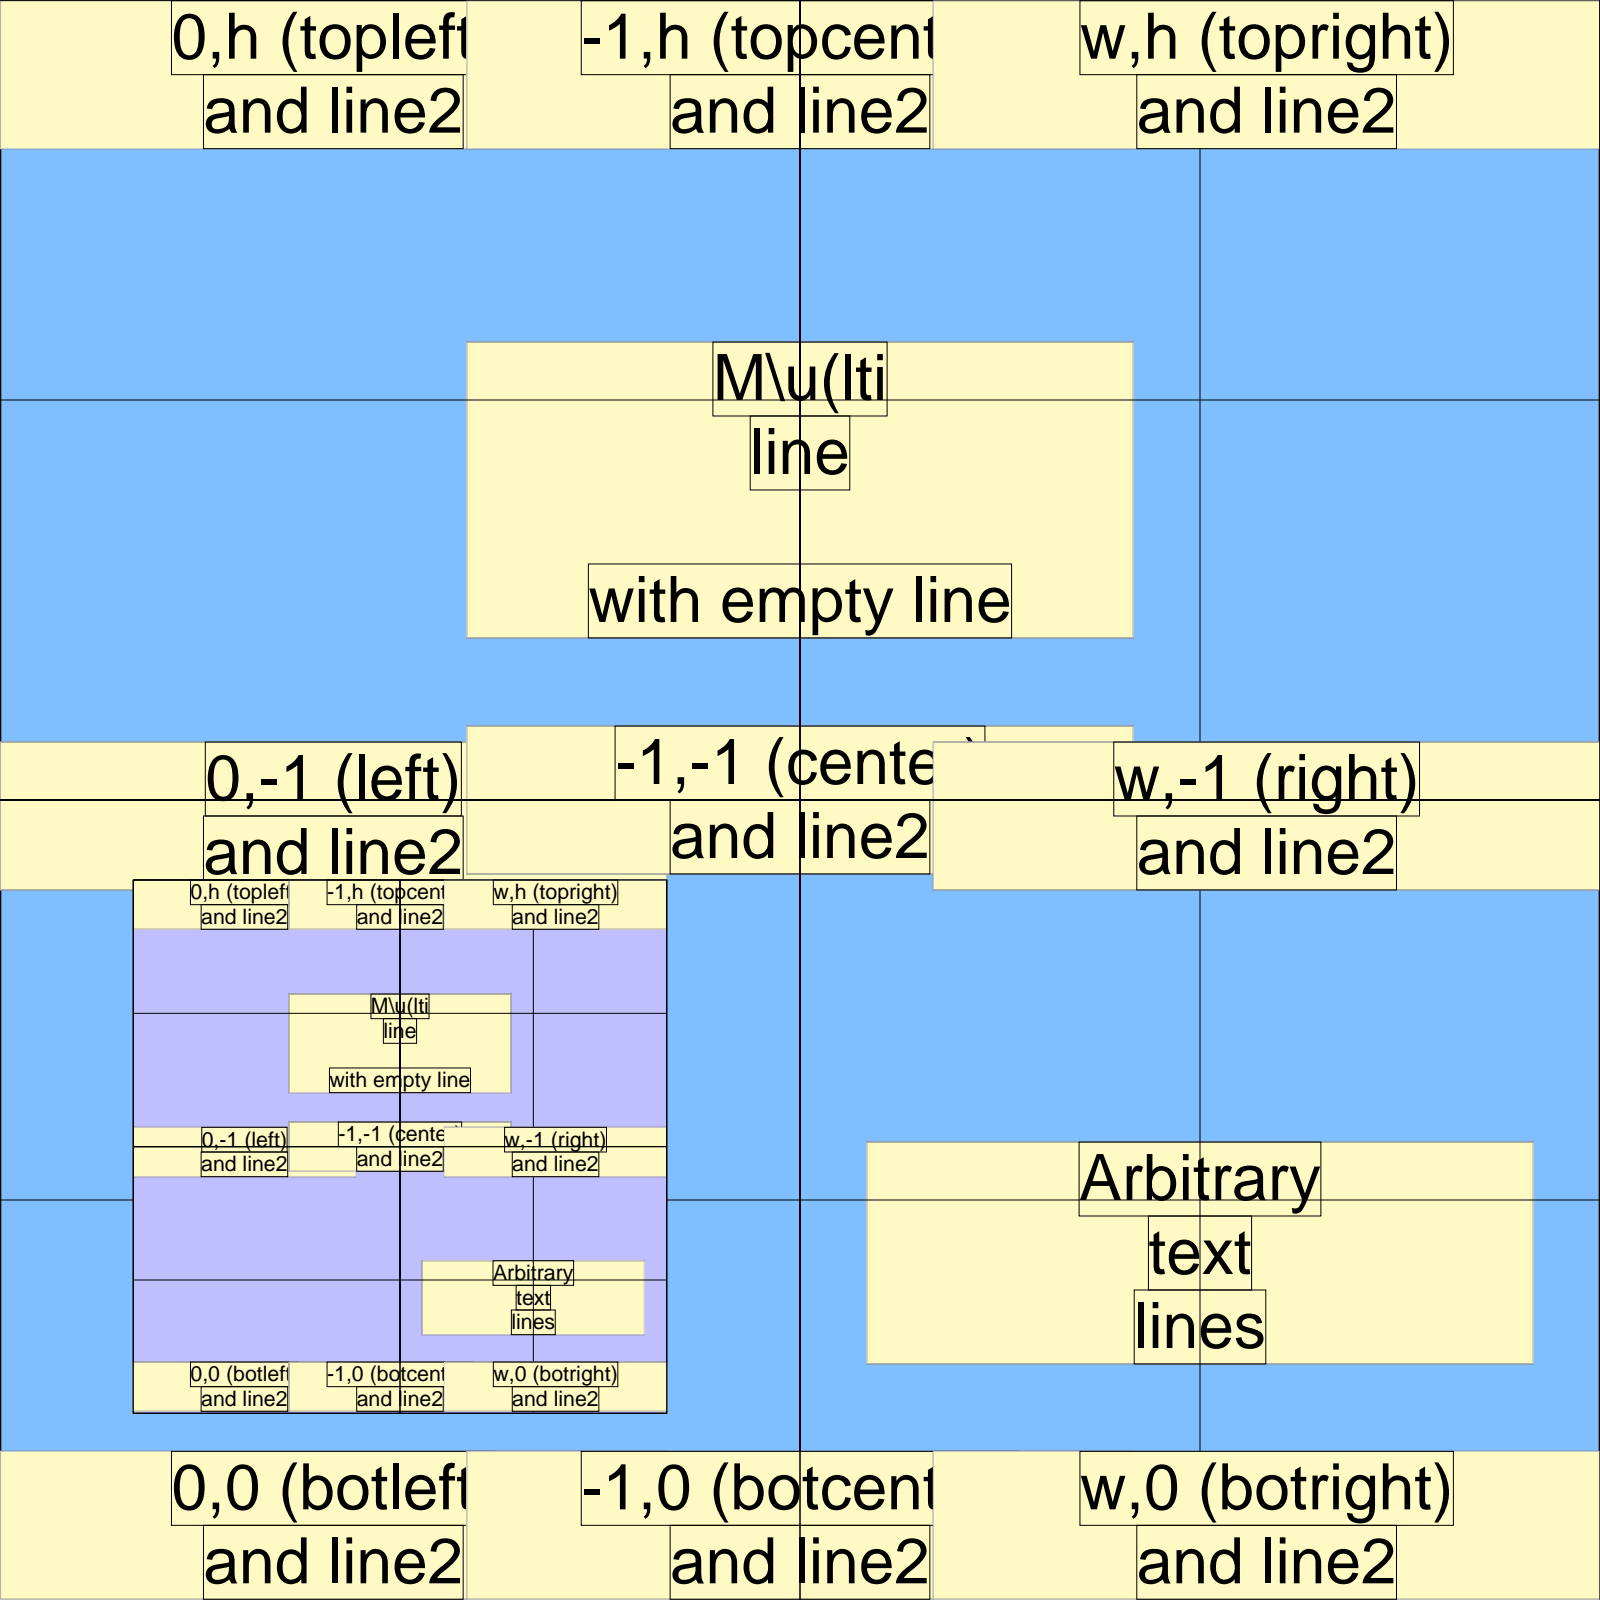 0,h (topleft
-1,h (topcent
w,h (topright)
and line2
and line2
and line2
M\u(lti
line
with empty line
0,-1 (left)
-1,-1 (cente
w,-1 (right)
and line2
and line2
and line2
0,h (topleft
-1,h (topcent
w,h (topright)
and line2
and line2
and line2
M\u(lti
line
with empty line
0,-1 (left)
-1,-1 (cente
w,-1 (right)
and line2
and line2
and line2
Arbitrary
text
lines
0,0 (botleft
-1,0 (botcent
w,0 (botright)
and line2
and line2
and line2
Arbitrary
text
lines
0,0 (botleft
-1,0 (botcent
w,0 (botright)
and line2
and line2
and line2